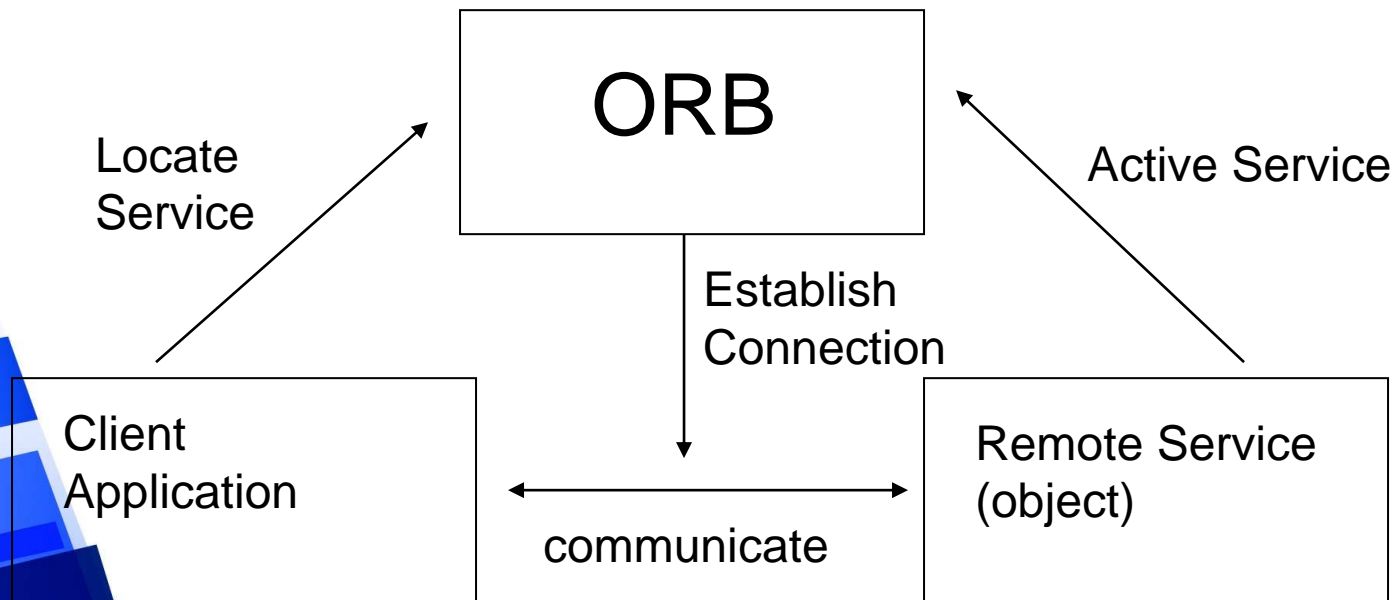 ORB
Locate
Service
Active Service
Establish
Connection
Client
Application
Remote Service
(object)
communicate